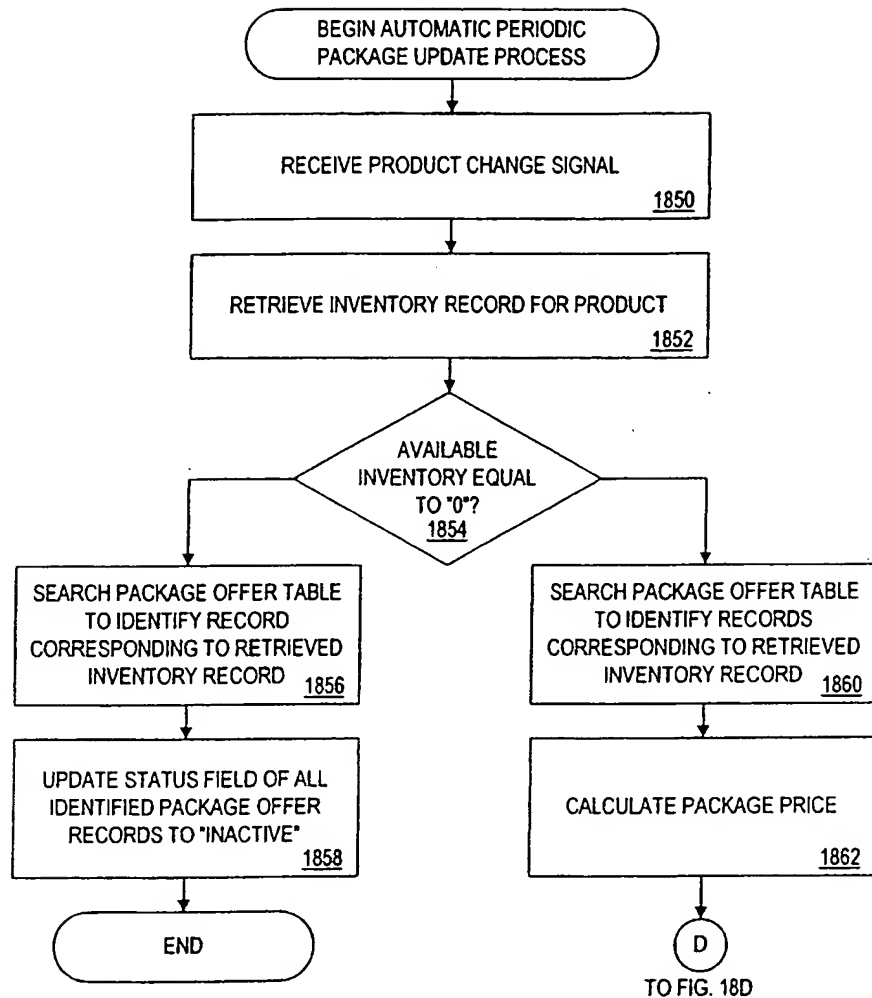 BEGIN AUTOMATIC PERIODIC
PACKAGE UPDATE PROCESS
RECEIVE PRODUCT CHANGE SIGNAL
1850
RETRIEVE INVENTORY RECORD FOR PRODUCT
1852
AVAILABLE
INVENTORY EQUAL
TO "0"?
1854
SEARCH PACKAGE OFFER TABLE
TO IDENTIFY RECORD
CORRESPONDING TO RETRIEVED
INVENTORY RECORD
1856
SEARCH PACKAGE OFFER TABLE
TO IDENTIFY RECORDS
CORRESPONDING TO RETRIEVED
INVENTORY RECORD
1860
UPDATE STATUS FIELD OF ALL
IDENTIFIED PACKAGE OFFER
RECORDS TO "INACTIVE"
1858
CALCULATE PACKAGE PRICE
1862
END
D
TO FIG. 18D